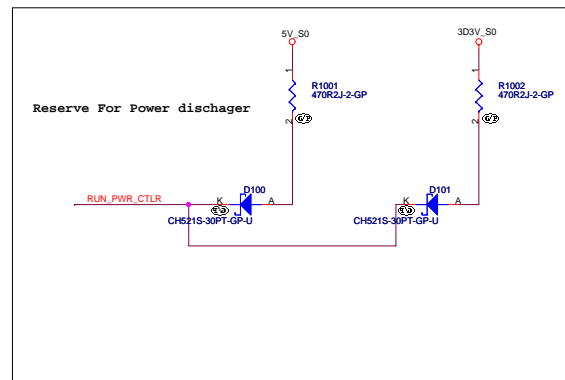 5V_S0
3D3V_S0
1
R1001
470R2J-2-GP
2
1
R1002
470R2J-2-GP
2
Reserve For Power dischager
RUN_PWR_CTLR
K
D100
A
CH521S-30PT-GP-U
K
D101
A
CH521S-30PT-GP-U